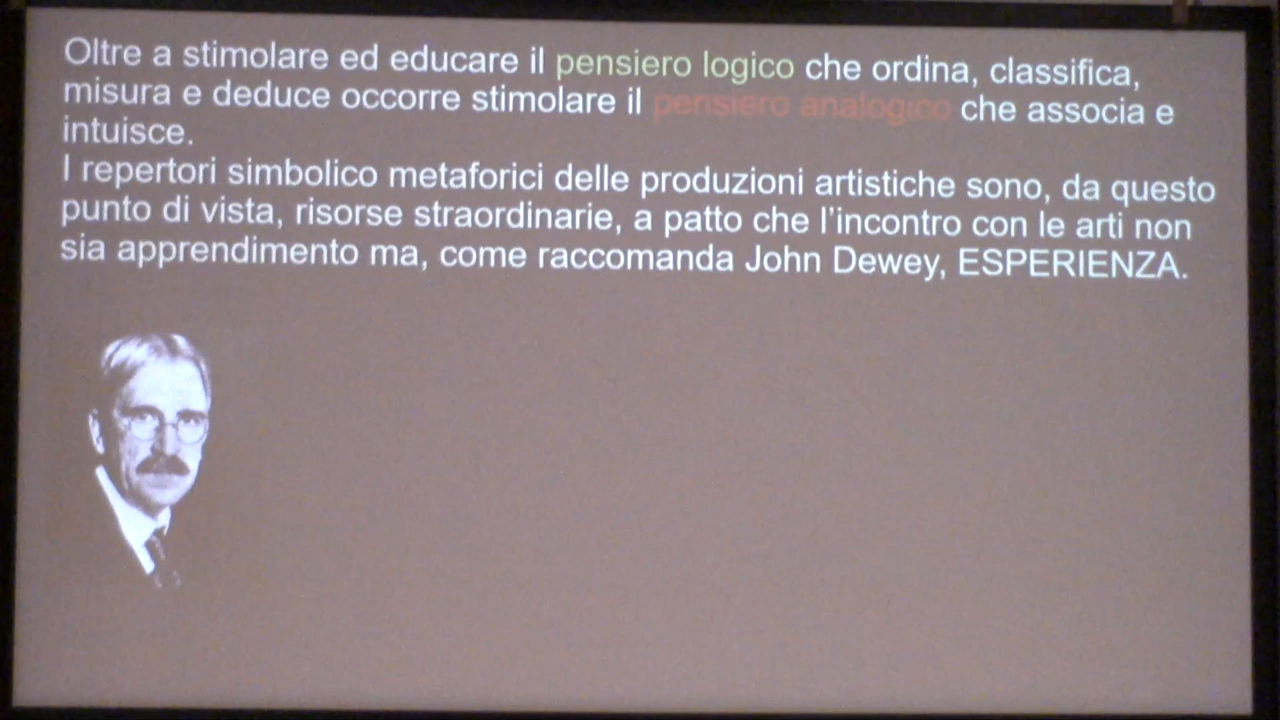 Oltre a stimolare ed educare il pensiero logico che ordina, classifica,
misura e deduce occorre stimolare il pensiero analogico che associa e
intuisce.
I repertori simbolico metaforici delle produzioni artistiche sono, da questo
punto di vista, risorse straordinarie, a patto che l'incontro con le arti non
sia apprendimento ma, come raccomanda John Dewey, ESPERIENZA.